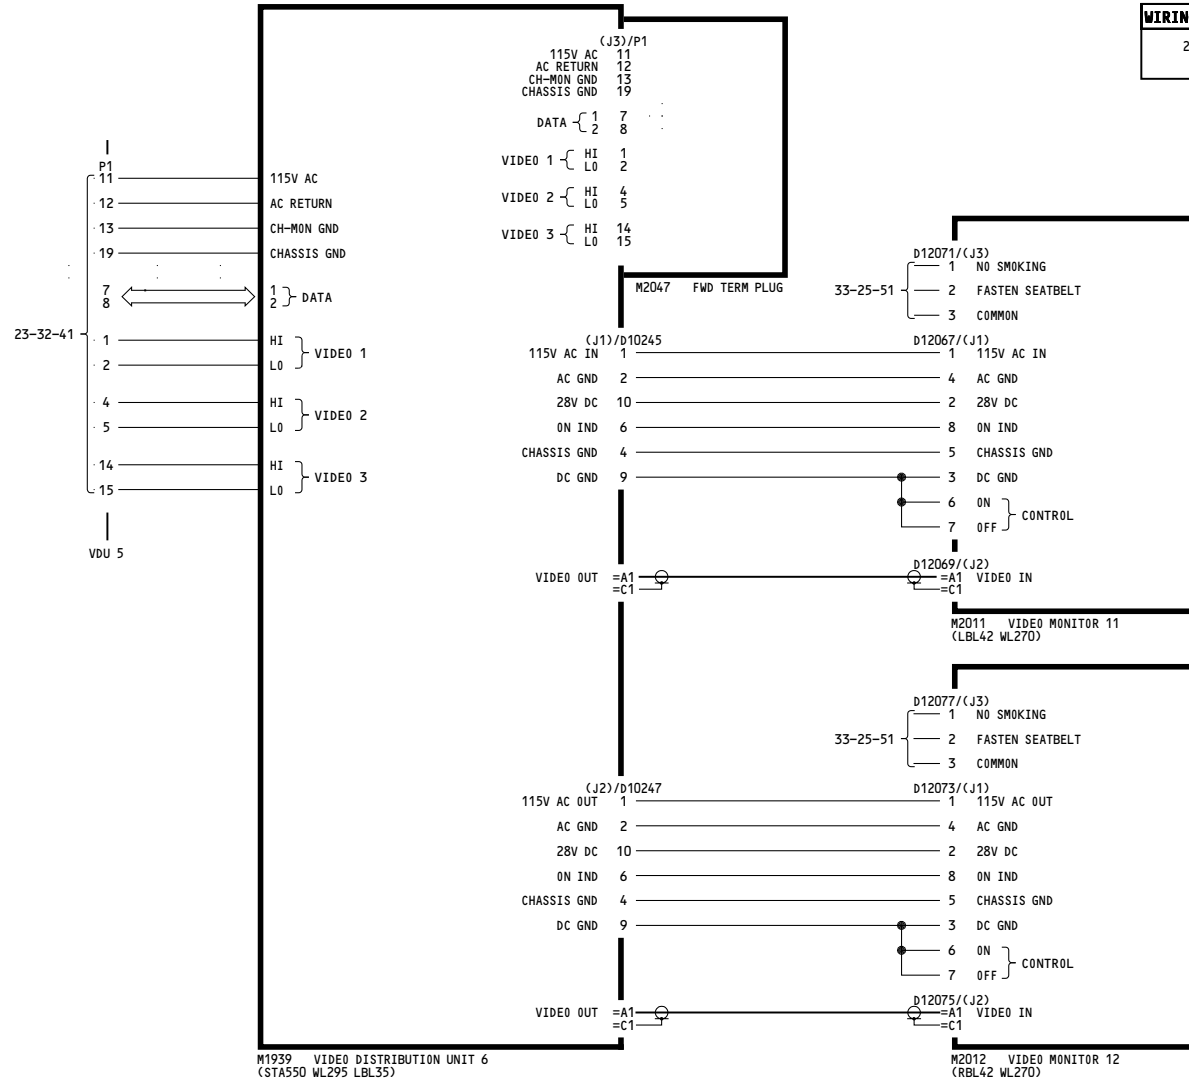 WIRIN
2
(J3)/P1
115V AC 11
AC RETURN 12
CH-MON GND 13
CHASSIS GND 19
DATA 1 7
2 8
VIDEO 1 HI 1
LO 2
VIDEO 2 HI 4
LO 5
VIDEO 3 HI 14
LO 15
M2047 FWD TERM PLUG
P1
11 115V AC
12 AC RETURN
13 CH-MON GND
19 CHASSIS GND
7 1
8 2 DATA
23-32-41
1 HI
2 LO VIDEO 1
4 HI
5 LO VIDEO 2
14 HI
15 LO VIDEO 3
VDU 5
D12071/(J3)
33-25-51
1 NO SMOKING
2 FASTEN SEATBELT
3 COMMON
(J1)/D10245 D12067/(J1)
115V AC IN 1 1 115V AC IN
AC GND 2 4 AC GND
28V DC 10 2 28V DC
ON IND 6 8 ON IND
CHASSIS GND 4 5 CHASSIS GND
DC GND 9 3 DC GND
6 ON
7 OFF CONTROL
D12069/(J2)
VIDEO OUT =A1 =A1 VIDEO IN
=C1 =C1
M2011 VIDEO MONITOR 11
(LBL42 WL270)
D12077/(J3)
33-25-51
1 NO SMOKING
2 FASTEN SEATBELT
3 COMMON
(J2)/D10247 D12073/(J1)
115V AC OUT 1 1 115V AC OUT
AC GND 2 4 AC GND
28V DC 10 2 28V DC
ON IND 6 8 ON IND
CHASSIS GND 4 5 CHASSIS GND
DC GND 9 3 DC GND
6 ON
7 OFF CONTROL
D12075/(J2)
VIDEO OUT =A1 =A1 VIDEO IN
=C1 =C1
M1939 VIDEO DISTRIBUTION UNIT 6
(STA550 WL295 LBL35)
M2012 VIDEO MONITOR 12
(RBL42 WL270)